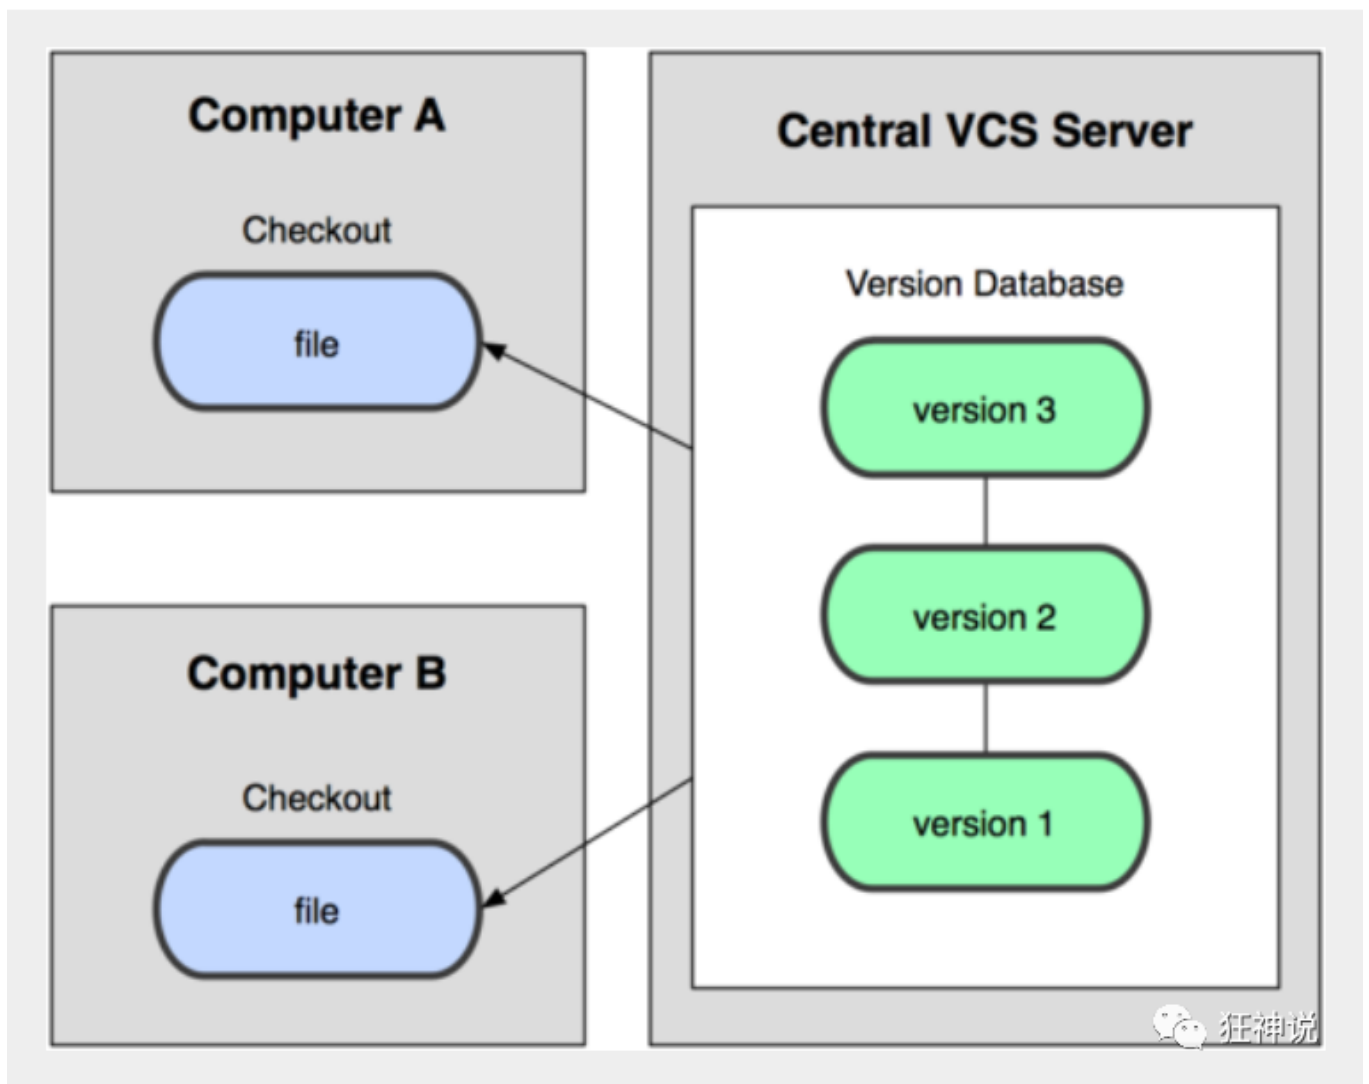 Computer A
Checkout
file
Computer B
Checkout
file
Central VCS Server
Version Database
version 3
version 2
version 1
狂神说